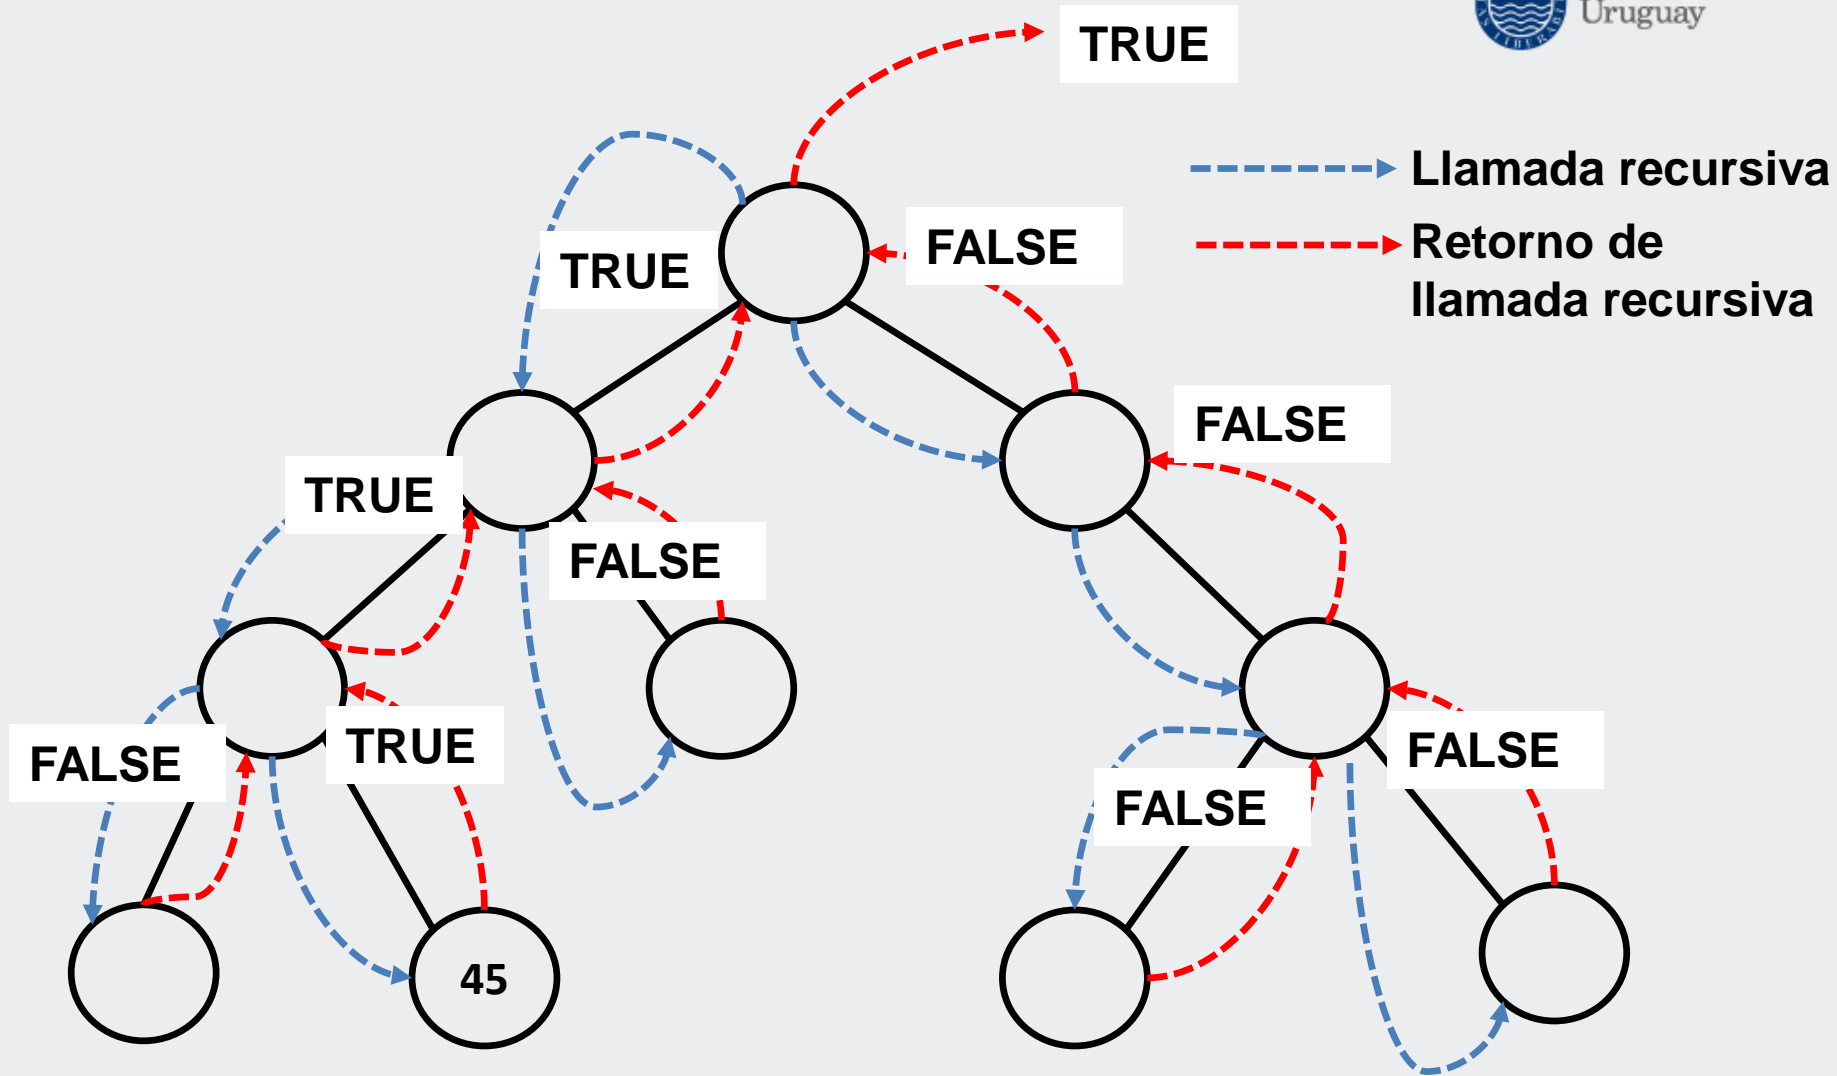 Uruguay
TRUE
Llamada recursiva
FALSE
Retorno de
llamada recursiva
TRUE
FALSE
TRUE
FALSE
FALSE
TRUE
FALSE
FALSE
45